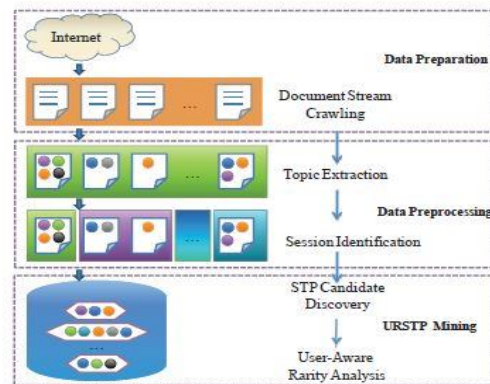 Internet
Data Preparation
...
Document Stream
Crawling
...
Topic Extraction
Data Preprocessing
Session Identification
STP Candidate
Discovery
...
URSTP Mining
User-Aware
Rarity Analysis